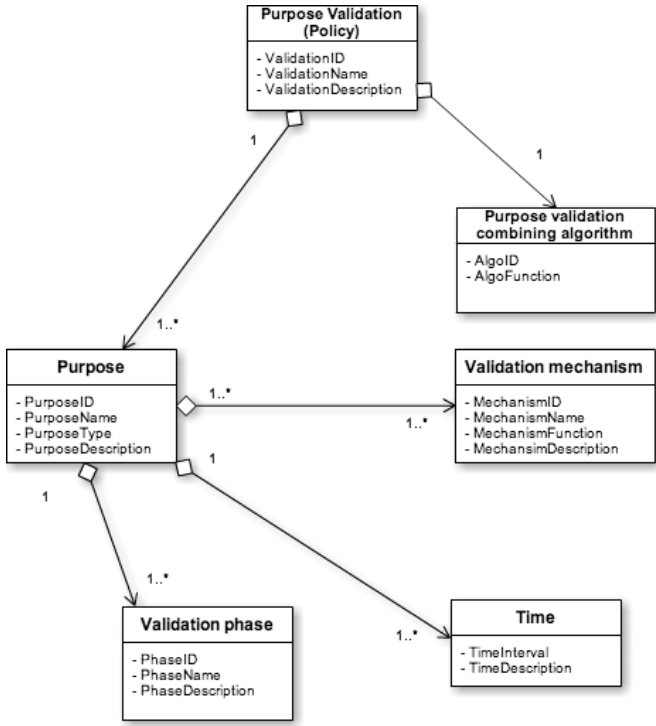 Purpose Validation
(Policy)
- ValidationID
- ValidationName
- ValidationDescription
1
1
Purpose validation
combining algorithm
- AlgoID
- AlgoFunction
1..*
Purpose
- PurposeID
- PurposeName
- PurposeType
- PurposeDescription
1..*
1..*
Validation mechanism
- MechanismID
- MechanismName
- MechanismFunction
- MechansimDescription
1
1
1..*
1..*
Validation phase
- PhaseID
- PhaseName
- PhaseDescription
Time
- TimeInterval
- TimeDescription